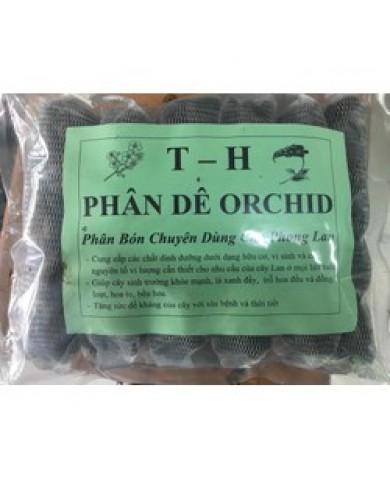 T – H
PHÂN DÊ ORCHID
Phân Bón Chuyên Dùng Cho Phong Lan
- Cung cấp các chất dinh dưỡng dưới dạng hữu cơ, vi sinh và các
nguyên tố vi lượng cần thiết cho nhu cầu của cây Lan ở mọi lứa tuổi
- Giúp cây sinh trưởng khỏe mạnh, lá xanh đầy, trổ hoa đều và đồng
loạt, hoa to, bền hoa.
- Tăng sức đề kháng của cây với sâu bệnh và thời tiết